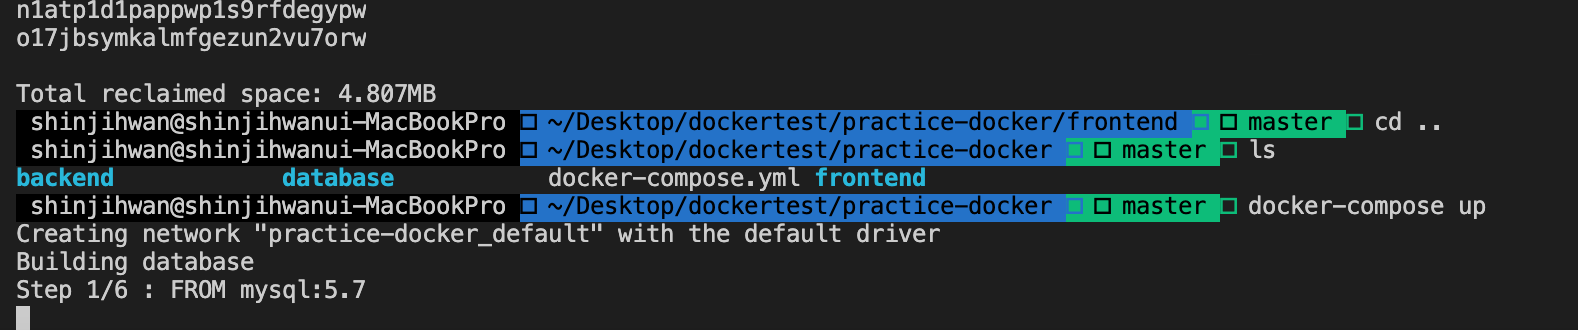 n1atp1d1pappwp1s9rfdegypw
o17jbsymkalmfgezun2vu7orw
Total reclaimed space: 4.807MB
shinjihwan@shinjihwanui-MacBookPro ~/Desktop/dockertest/practice-docker/frontend master cd ..
shinjihwan@shinjihwanui-MacBookPro ~/Desktop/dockertest/practice-docker master ls
backend database docker-compose.yml frontend
shinjihwan@shinjihwanui-MacBookPro ~/Desktop/dockertest/practice-docker master docker-compose up
Creating network "practice-docker_default" with the default driver
Building database
Step 1/6 : FROM mysql:5.7